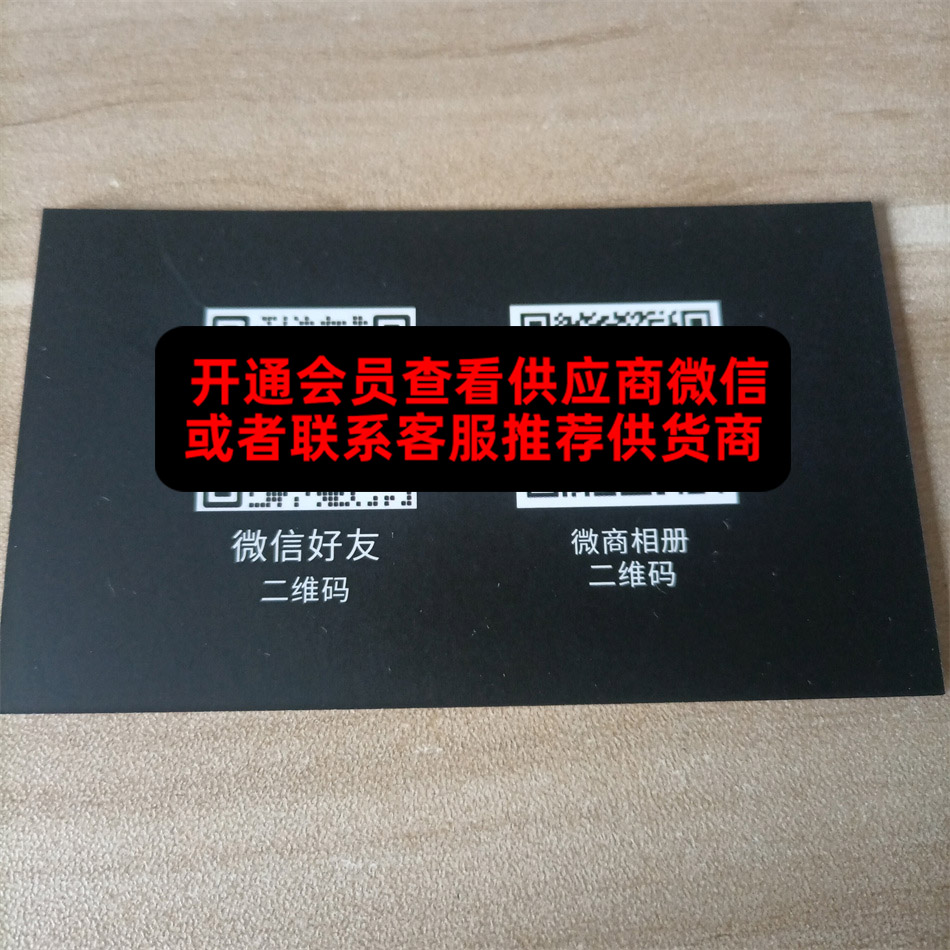 开通会员查看供应商微信
或者联系客服推荐供货商
微信好友
二维码
微商相册
二维码